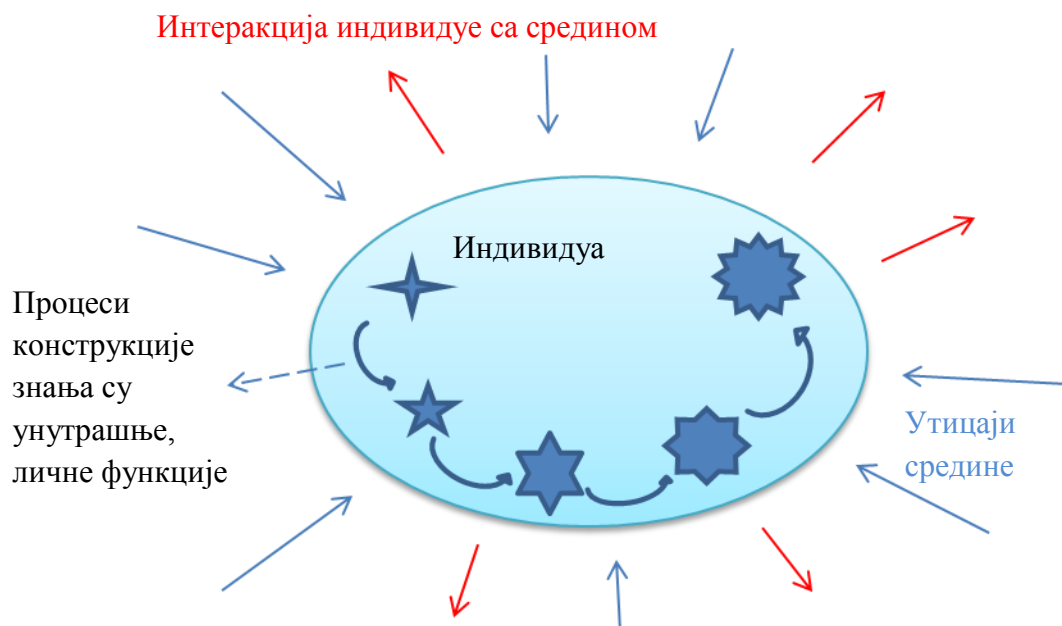 Интеракција индивидуе са средином
Индивидуа
Процеси
конструкције
знања су
унутрашње,
личне функције
Утицаји
средине